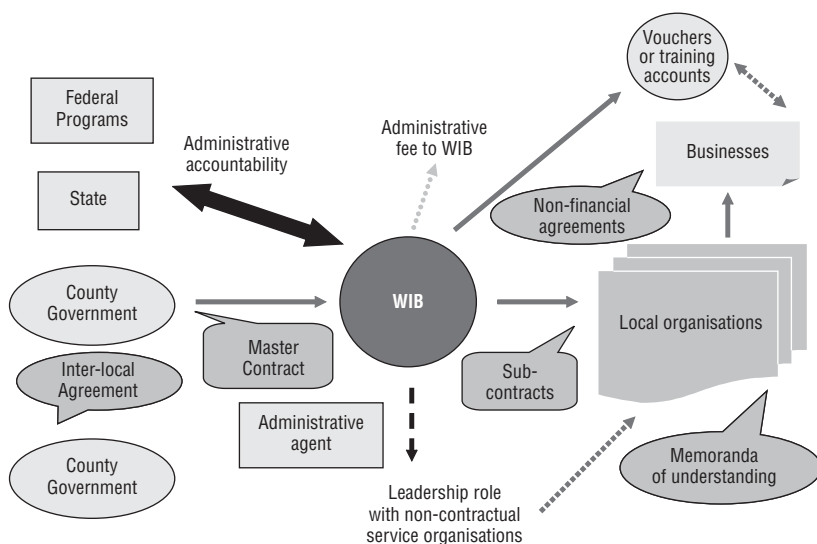 Vouchers
or training
accounts
Federal
Programs
Administrative
accountability
Administrative
fee to WIB
Businesses
State
Non-financial
agreements
County
Government
WIB
Local organisations
Master
Contract
Inter-local
Agreement
Sub-
contracts
Administrative
agent
County
Government
Memoranda
of understanding
Leadership role
with non-contractual
service organisations